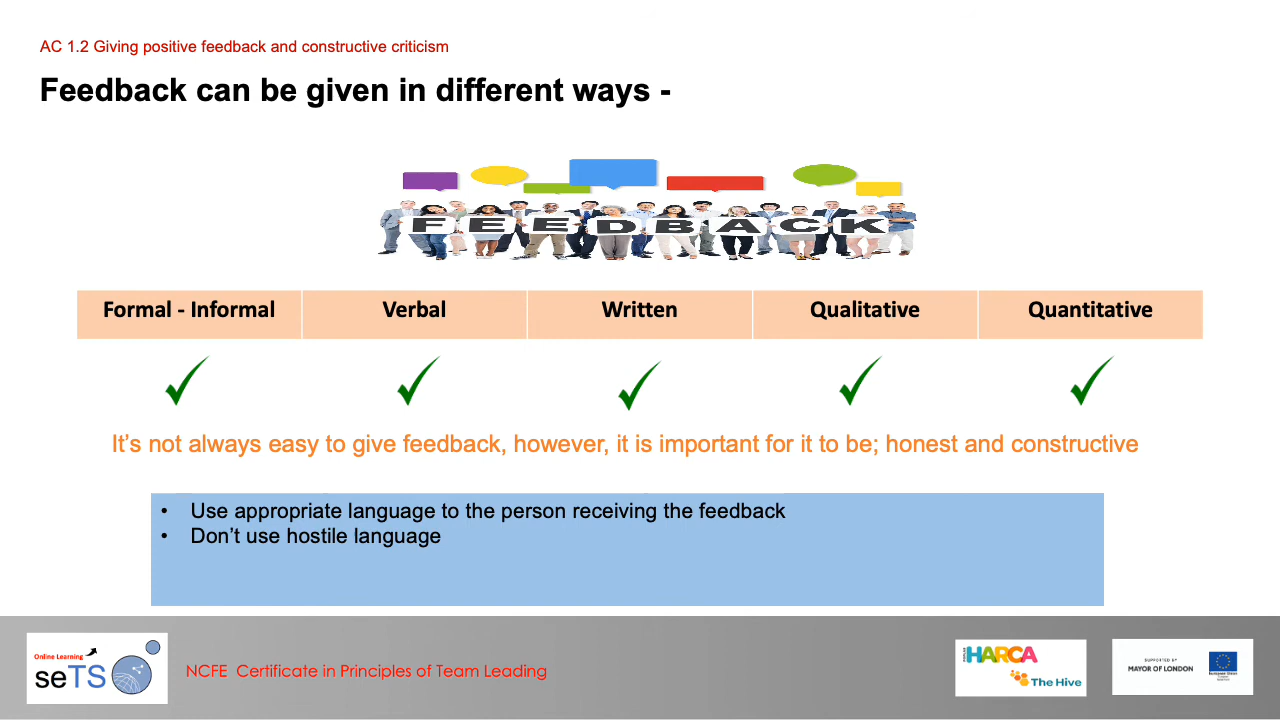 AC 1.2 Giving positive feedback and constructive criticism
Feedback can be given in different ways -
FEEDBACK
Formal - Informal
Verbal
Written
Qualitative
Quantitative
It’s not always easy to give feedback, however, it is important for it to be; honest and constructive
• Use appropriate language to the person receiving the feedback
• Don’t use hostile language
Online Learning
seTS
NCFE Certificate in Principles of Team Leading
HARCA
The Hive
SUPPORTED BY
MAYOR OF LONDON